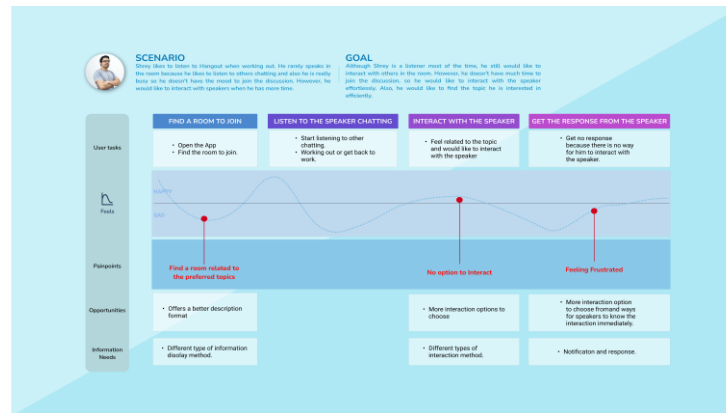 SCENARIO
Shrey likes to listen to Hangout when working out. He rarely speaks in
the room because he likes to listen to others chatting and also he is really
busy so he doesn't have the mood to join the discussion. However, he
would like to interact with speakers when he has more time.
GOAL
Although Shrey is a listener most of the time, he still would like to
interact with others in the room. However, he doesn't have much time to
join the discussion, so he would like to interact with the speaker
effortlessly. Also, he would like to find the topic he is interested in
efficiently.
FIND A ROOM TO JOIN
LISTEN TO THE SPEAKER CHATTING
INTERACT WITH THE SPEAKER
GET THE RESPONSE FROM THE SPEAKER
User tasks
• Open the App
• Find the room to join.
• Start listening to other
chatting.
• Working out or get back to
work.
• Feel related to the topic
and would like to interact
with the speaker
• Get no response
because there is no way
for him to interact with
the speaker.
Feels
HAPPY
SAD
Painpoints
Find a room related to
the preferred topics
No option to Interact
Feeling Frustrated
Opportunities
• Offers a better description
format
• More interaction options to
choose
• More interaction option
to choose fromand ways
for speakers to know the
interaction immediately.
Information
Needs
• Different type of information
disolay method.
• Different types of
interaction method.
• Notificaton and response.